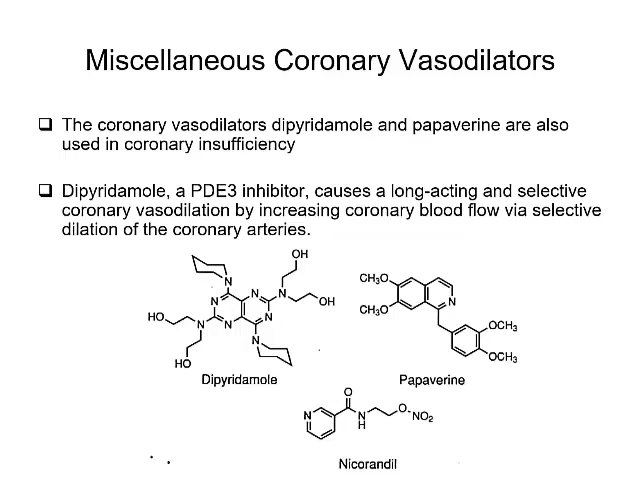 Miscellaneous Coronary Vasodilators
❑ The coronary vasodilators dipyridamole and papaverine are also
used in coronary insufficiency
❑ Dipyridamole, a PDE3 inhibitor, causes a long-acting and selective
coronary vasodilation by increasing coronary blood flow via selective
dilation of the coronary arteries.
OH
N
N N N OH
HO N N N
N
HO
Dipyridamole
CH₃O
CH₃O N
OCH₃
OCH₃
Papaverine
O
N N O NO₂
H
Nicorandil